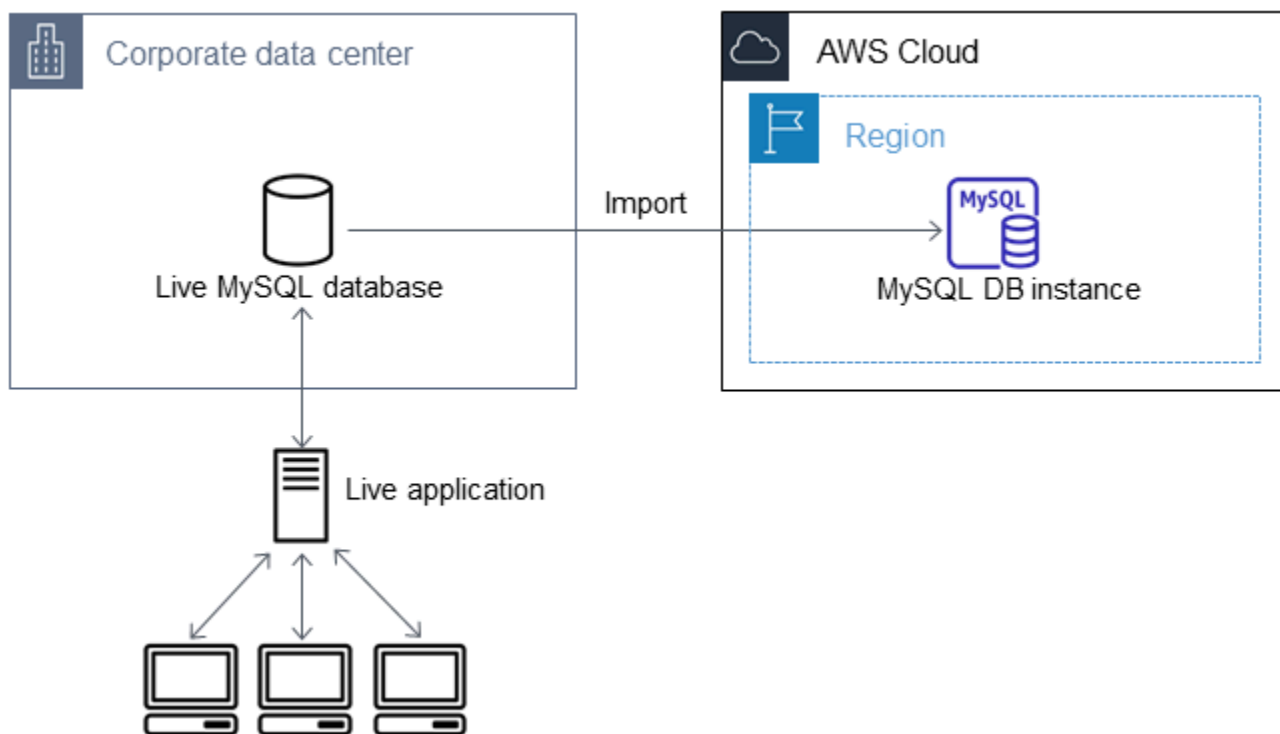 Corporate data center
AWS Cloud
Region
Import
MySQL
Live MySQL database
MySQL DB instance
Live application